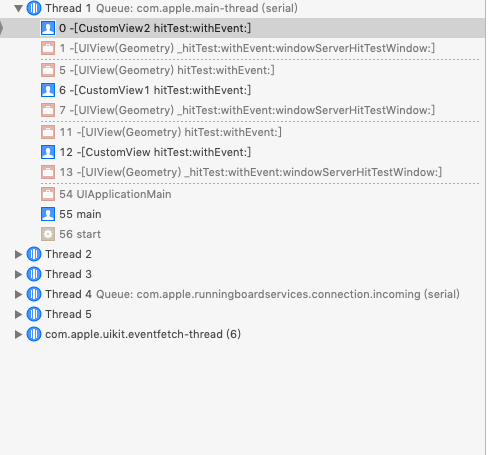 Thread 1 Queue: com.apple.main-thread (serial)
0 -[CustomView2 hitTest:withEvent:]
1 -[UIView(Geometry) _hitTest:withEvent:windowServerHitTestWindow:]
5 -[UIView(Geometry) hitTest:withEvent:]
6 -[CustomView1 hitTest:withEvent:]
7 -[UIView(Geometry) _hitTest:withEvent:windowServerHitTestWindow:]
11 -[UIView(Geometry) hitTest:withEvent:]
12 -[CustomView hitTest:withEvent:]
13 -[UIView(Geometry) _hitTest:withEvent:windowServerHitTestWindow:]
54 UIApplicationMain
55 main
56 start
Thread 2
Thread 3
Thread 4 Queue: com.apple.runningboardservices.connection.incoming (serial)
Thread 5
com.apple.uikit.eventfetch-thread (6)